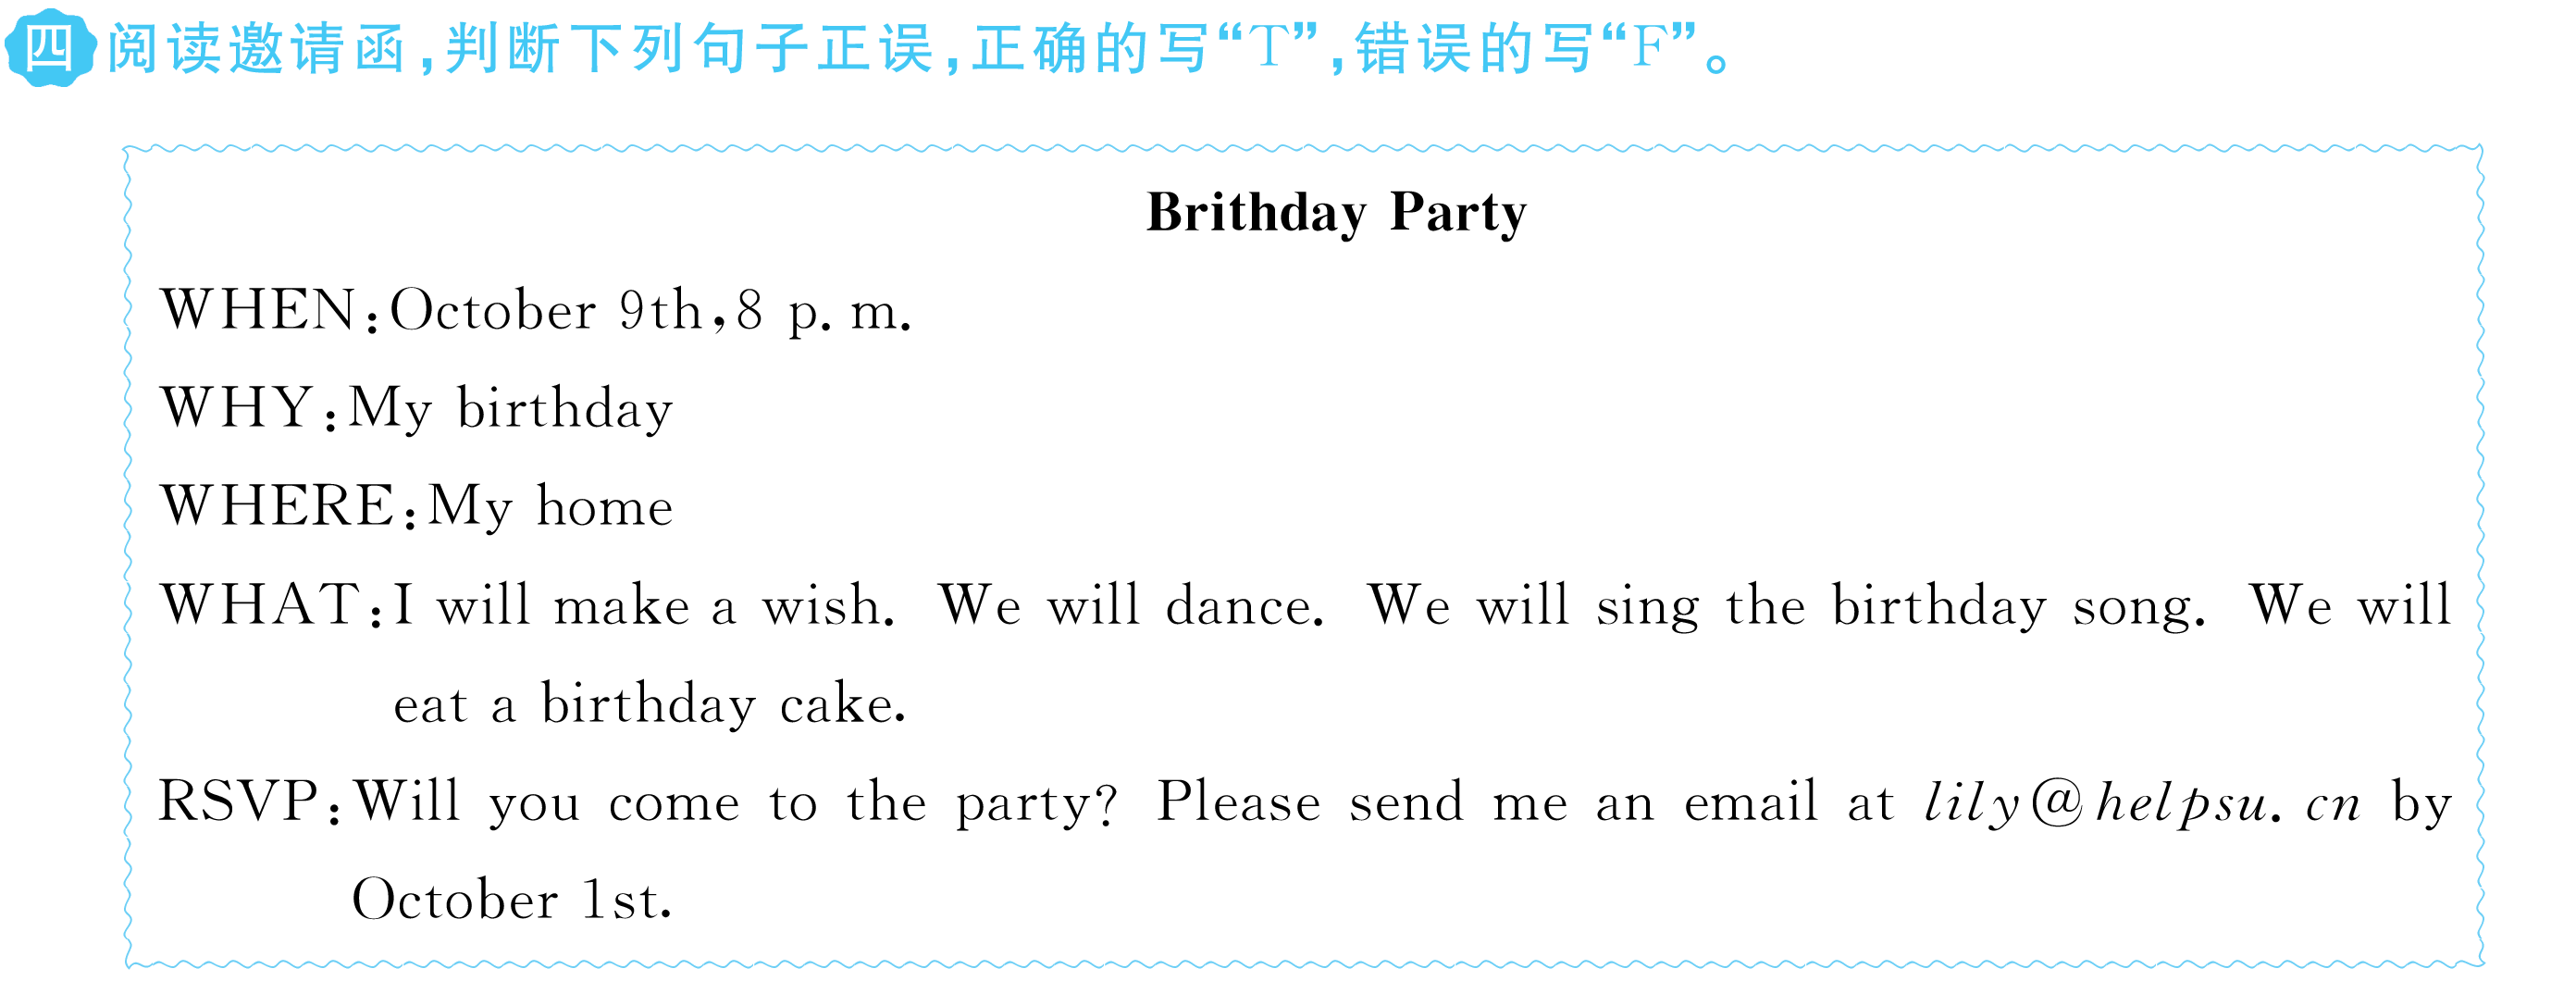 四 阅读邀请函,判断下列句子正误,正确的写“T”,错误的写“F”。
Brithday Party
WHEN:October 9th,8 p. m.
WHY:My birthday
WHERE:My home
WHAT:I will make a wish. We will dance. We will sing the birthday song. We will
eat a birthday cake.
RSVP:Will you come to the party? Please send me an email at lily@helpsu. cn by
October 1st.